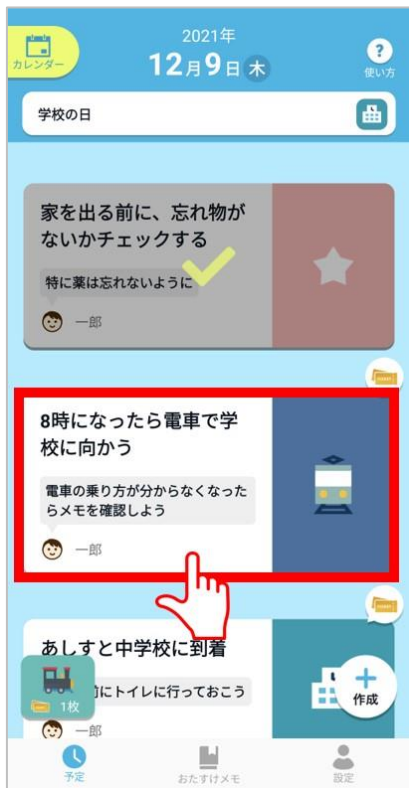 2021年
カレンダー
12月9日 木
使い方
学校の日
家を出る前に、忘れ物が
ないかチェックする
特に薬は忘れないように
一郎
8時になったら電車で学
校に向かう
電車の乗り方が分からなくなった
らメモを確認しよう
一郎
あしすと中学校に到着
前にトイレに行っておこう
1枚
作成
一郎
予定
おたすけメモ
設定